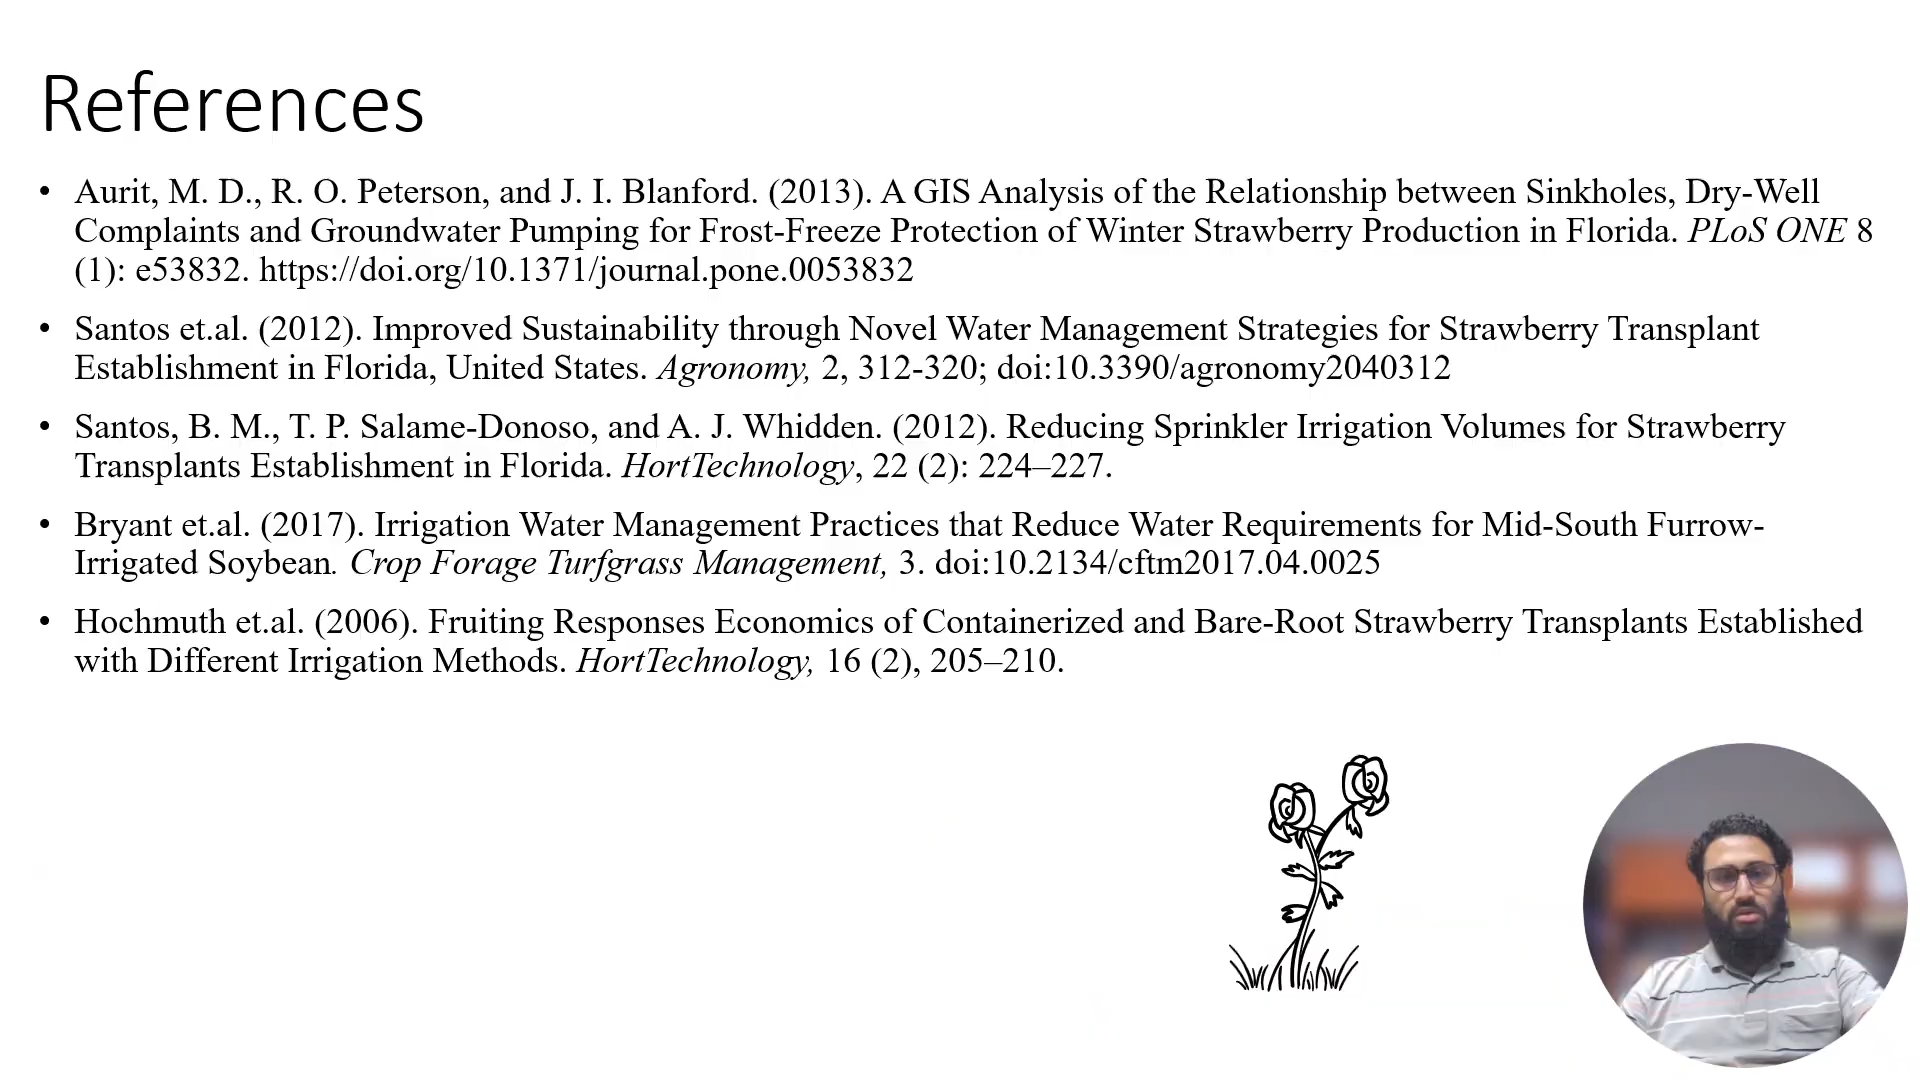 References
• Aurit, M. D., R. O. Peterson, and J. I. Blanford. (2013). A GIS Analysis of the Relationship between Sinkholes, Dry-Well
Complaints and Groundwater Pumping for Frost-Freeze Protection of Winter Strawberry Production in Florida. PLoS ONE 8
(1): e53832. https://doi.org/10.1371/journal.pone.0053832
• Santos et.al. (2012). Improved Sustainability through Novel Water Management Strategies for Strawberry Transplant
Establishment in Florida, United States. Agronomy, 2, 312-320; doi:10.3390/agronomy2040312
• Santos, B. M., T. P. Salame-Donoso, and A. J. Whidden. (2012). Reducing Sprinkler Irrigation Volumes for Strawberry
Transplants Establishment in Florida. HortTechnology, 22 (2): 224–227.
• Bryant et.al. (2017). Irrigation Water Management Practices that Reduce Water Requirements for Mid-South Furrow-
Irrigated Soybean. Crop Forage Turfgrass Management, 3. doi:10.2134/cftm2017.04.0025
• Hochmuth et.al. (2006). Fruiting Responses Economics of Containerized and Bare-Root Strawberry Transplants Established
with Different Irrigation Methods. HortTechnology, 16 (2), 205–210.